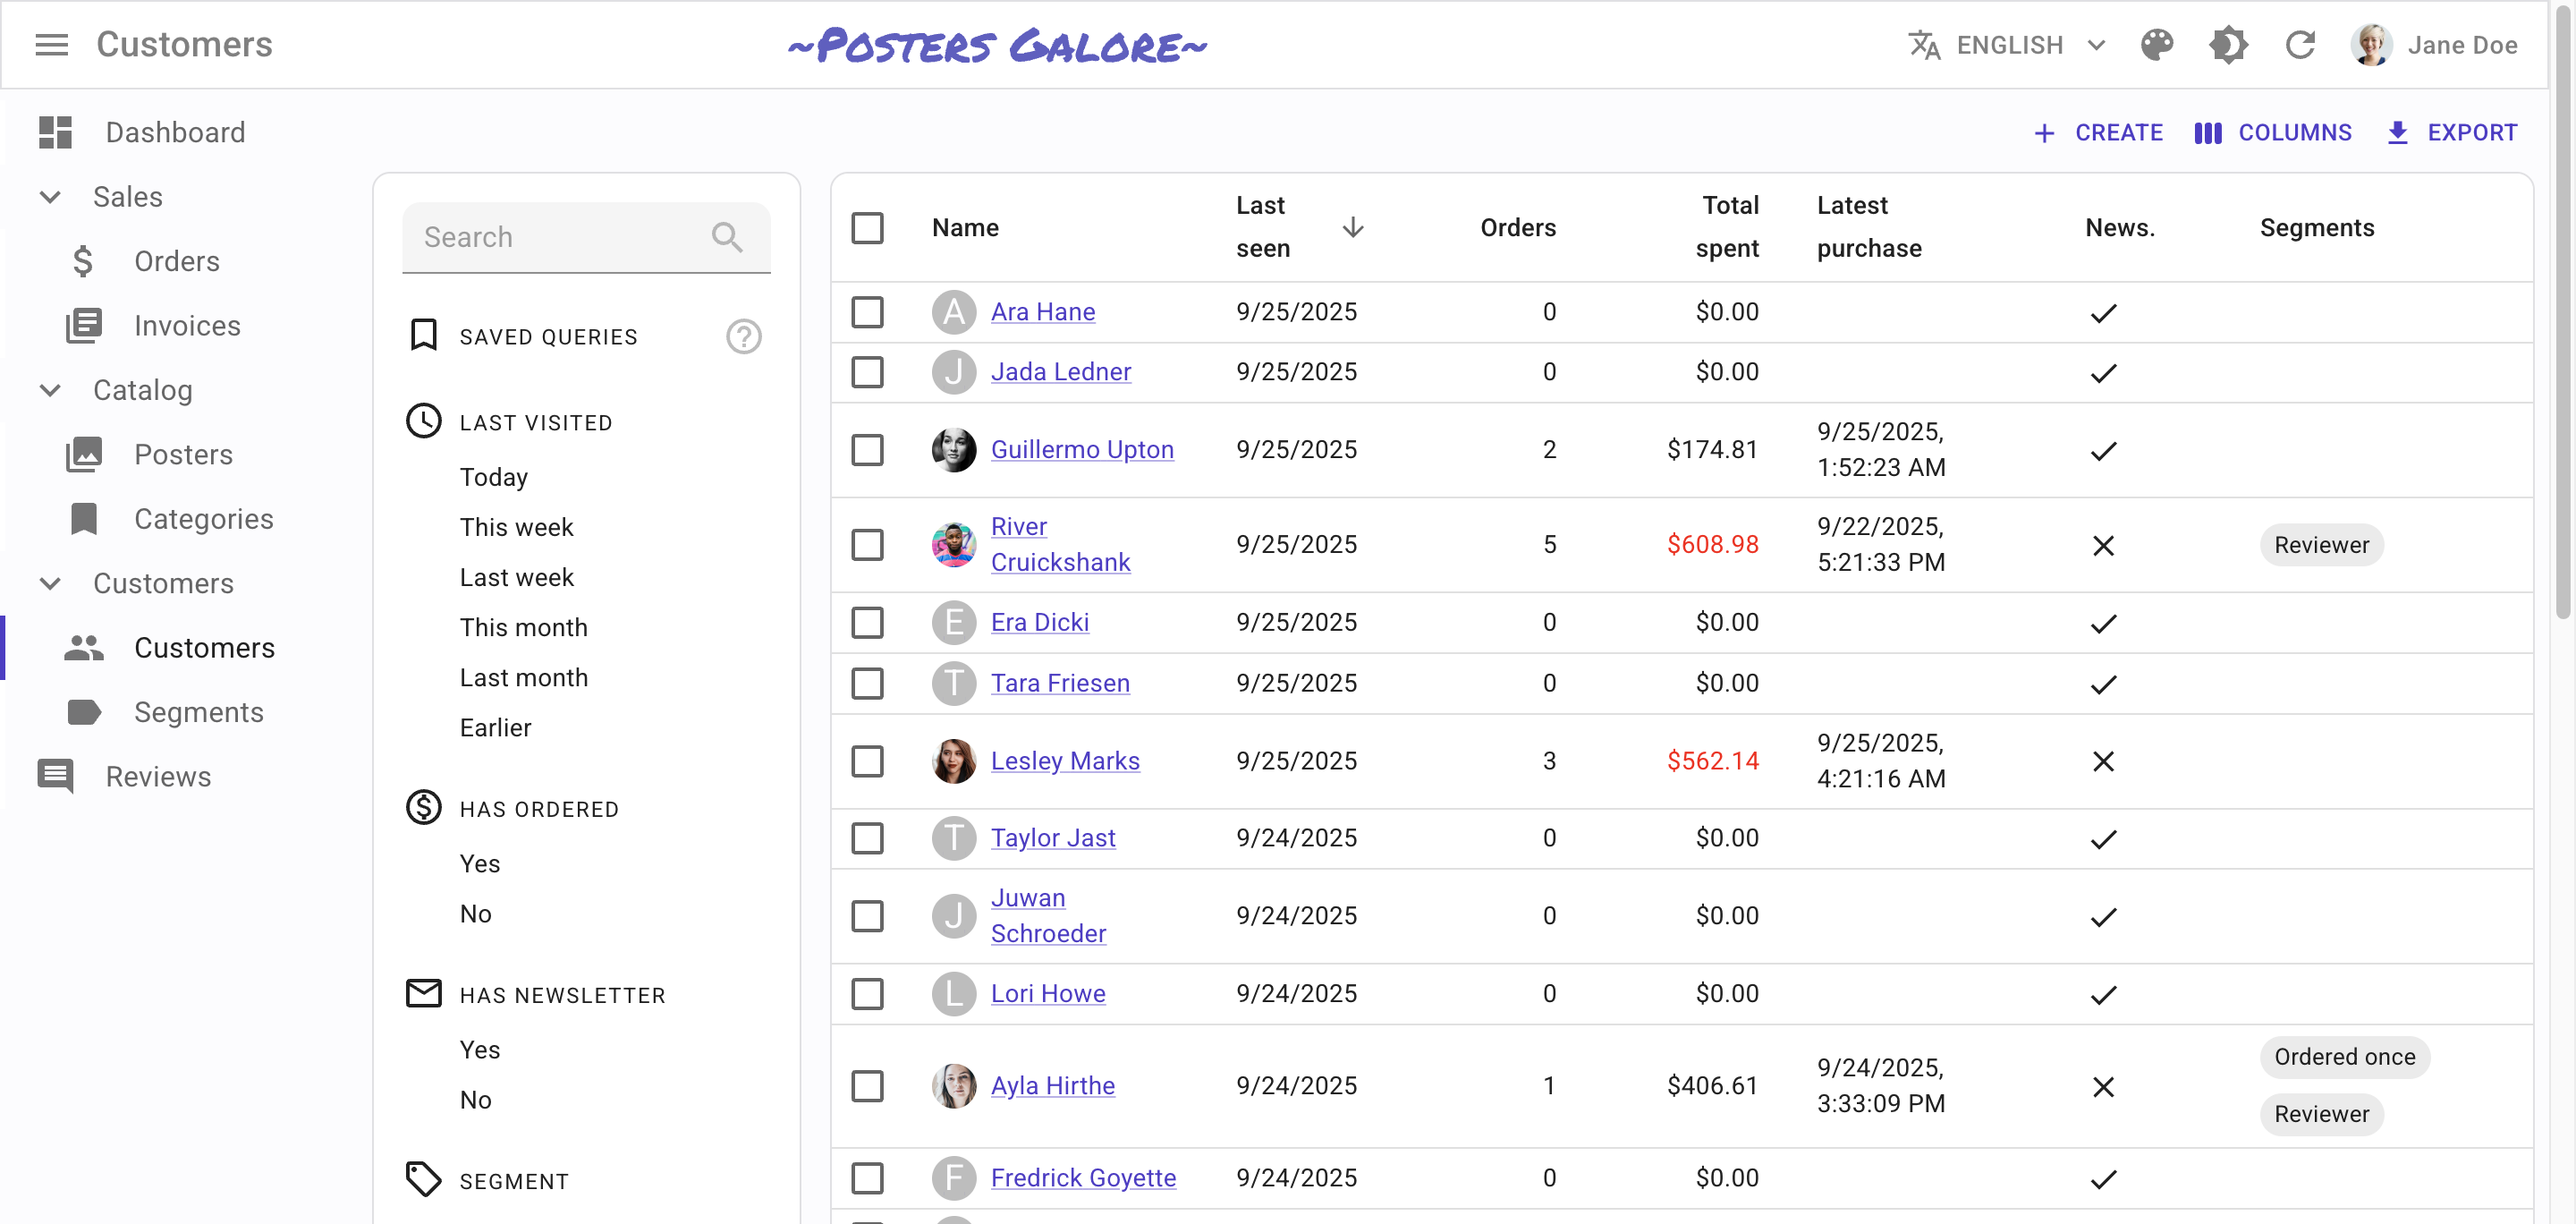 Customers
~Posters Galore~
ENGLISH
Jane Doe
Dashboard
Sales
Orders
Invoices
Catalog
Posters
Categories
Customers
Customers
Segments
Reviews
CREATE
COLUMNS
EXPORT
Search
SAVED QUERIES
?
LAST VISITED
Today
This week
Last week
This month
Last month
Earlier
HAS ORDERED
Yes
No
HAS NEWSLETTER
Yes
No
SEGMENT
Name Last seen Orders Total spent Latest purchase News. Segments
A Ara Hane 9/25/2025 0 $0.00
J Jada Ledner 9/25/2025 0 $0.00
Guillermo Upton 9/25/2025 2 $174.81 9/25/2025, 1:52:23 AM
River Cruickshank 9/25/2025 5 $608.98 9/22/2025, 5:21:33 PM Reviewer
E Era Dicki 9/25/2025 0 $0.00
T Tara Friesen 9/25/2025 0 $0.00
Lesley Marks 9/25/2025 3 $562.14 9/25/2025, 4:21:16 AM
T Taylor Jast 9/24/2025 0 $0.00
J Juwan Schroeder 9/24/2025 0 $0.00
L Lori Howe 9/24/2025 0 $0.00
Ayla Hirthe 9/24/2025 1 $406.61 9/24/2025, 3:33:09 PM Ordered once Reviewer
F Fredrick Goyette 9/24/2025 0 $0.00